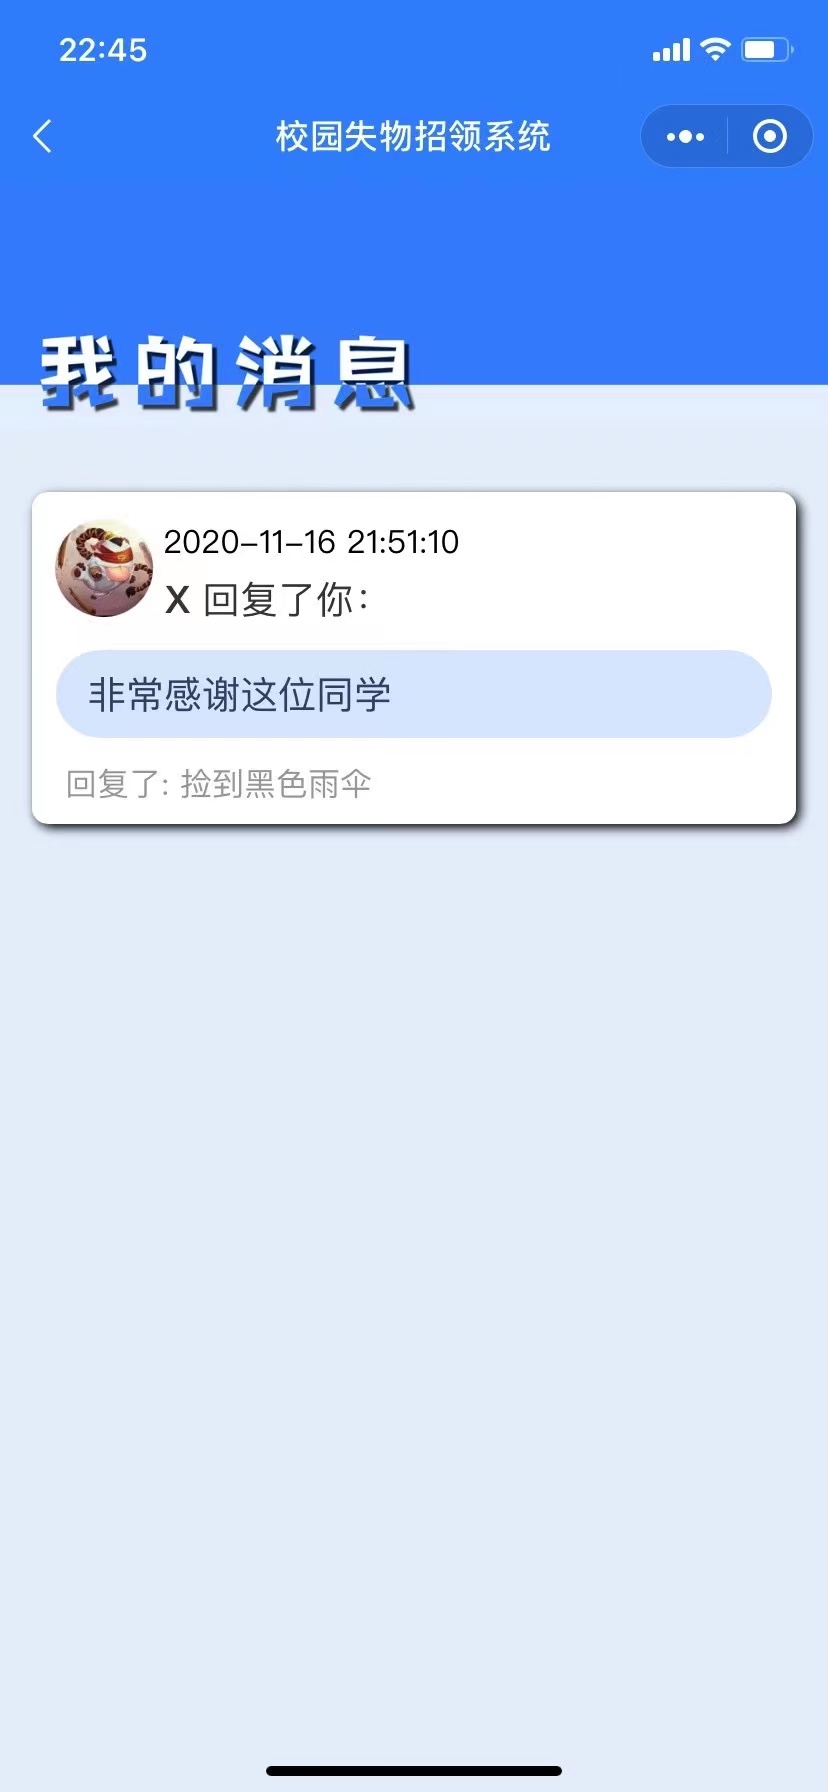 22:45
校园失物招领系统
我的消息
2020-11-16 21:51:10
X 回复了你:
非常感谢这位同学
回复了: 捡到黑色雨伞